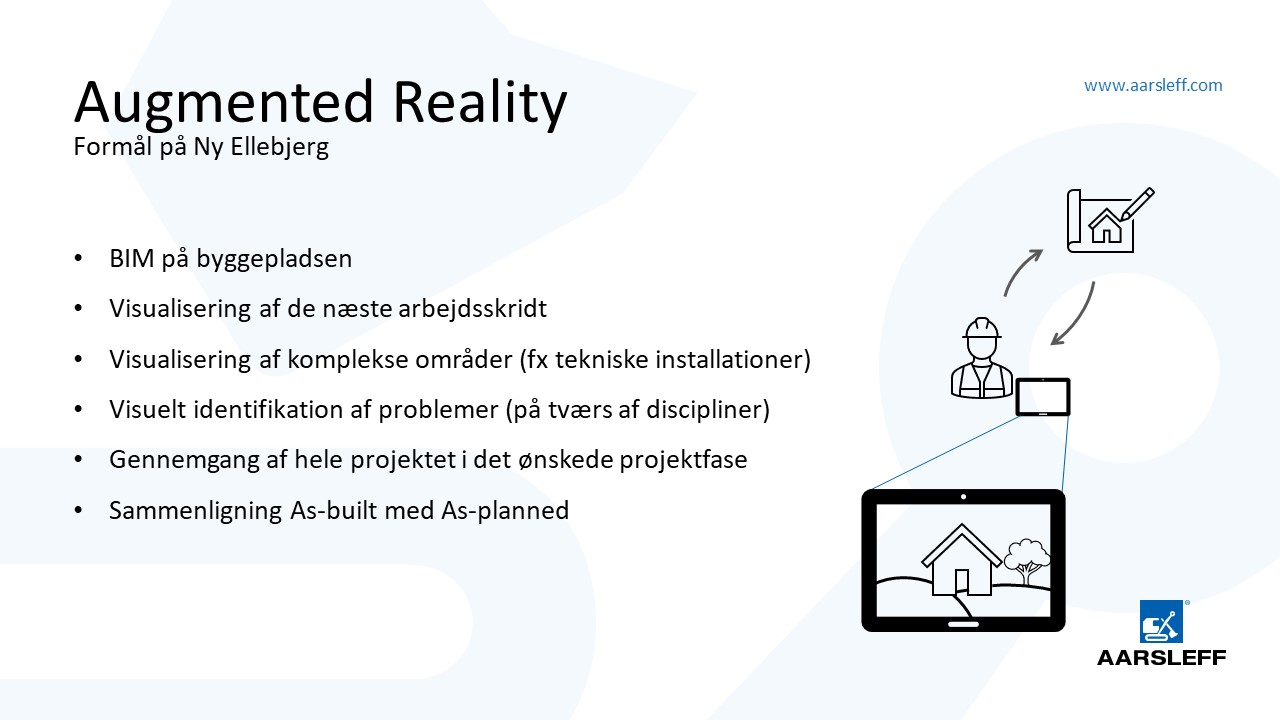 Augmented Reality
Formål på Ny Ellebjerg
www.aarsleff.com
• BIM på byggepladsen
• Visualisering af de næste arbejdsskridt
• Visualisering af komplekse områder (fx tekniske installationer)
• Visuelt identifikation af problemer (på tværs af discipliner)
• Gennemgang af hele projektet i det ønskede projektfase
• Sammenligning As-built med As-planned
®
AARSLEFF